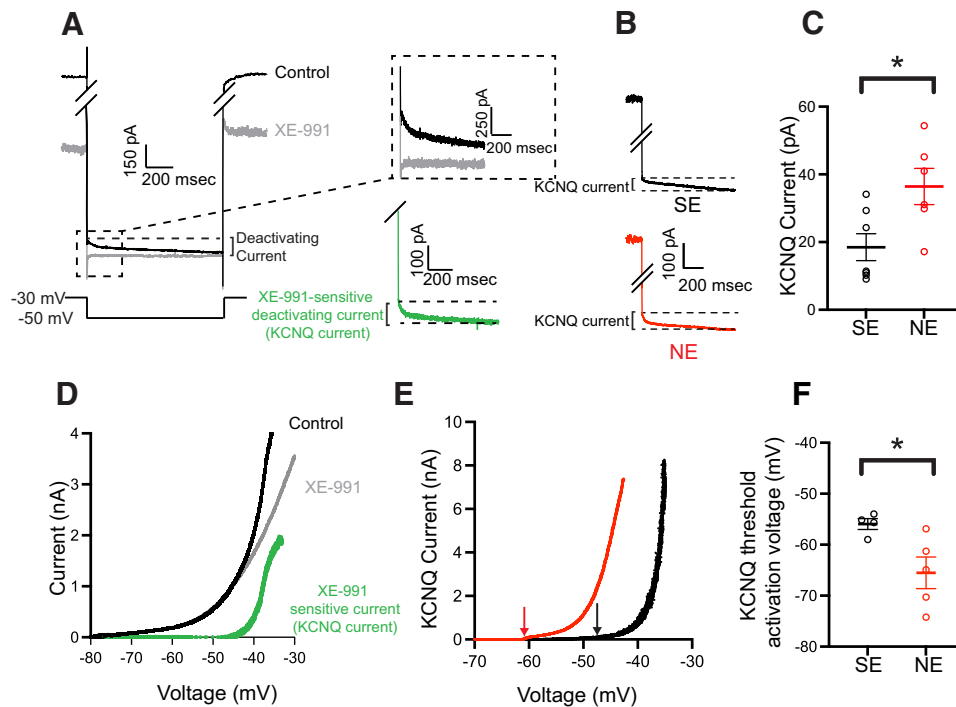 A
Control
XE-991
150 pA
200 msec
Deactivating
Current
-30 mV
-50 mV
250 pA
200 msec
100 pA
200 msec
XE-991-sensitive
deactivating current
(KCNQ current)
B
KCNQ current
SE
100 pA
200 msec
KCNQ current
NE
C
*
KCNQ Current (pA)
60
40
20
0
SE
NE
D
Control
XE-991
XE-991
sensitive current
(KCNQ current)
Current (nA)
4
3
2
1
0
-80
-70
-60
-50
-40
-30
Voltage (mV)
E
KCNQ Current (nA)
10
8
6
4
2
0
-70
-60
-50
-40
-30
Voltage (mV)
F
*
KCNQ threshold
activation voltage (mV)
-40
-50
-60
-70
-80
SE
NE